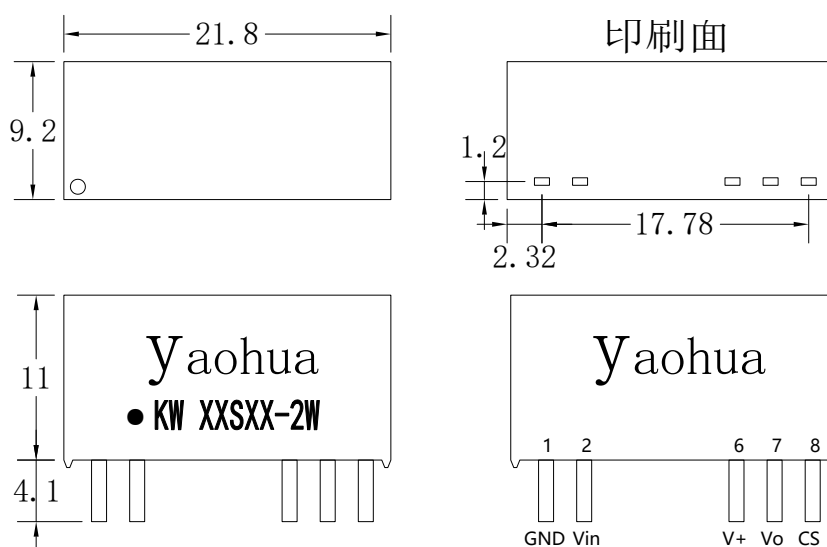 21.8
印刷面
9.2
1.2
17.78
2.32
yaohua
yaohua
11
KW XXSXX-2W
1 2 6 7 8
4.1
GND Vin V+ Vo CS